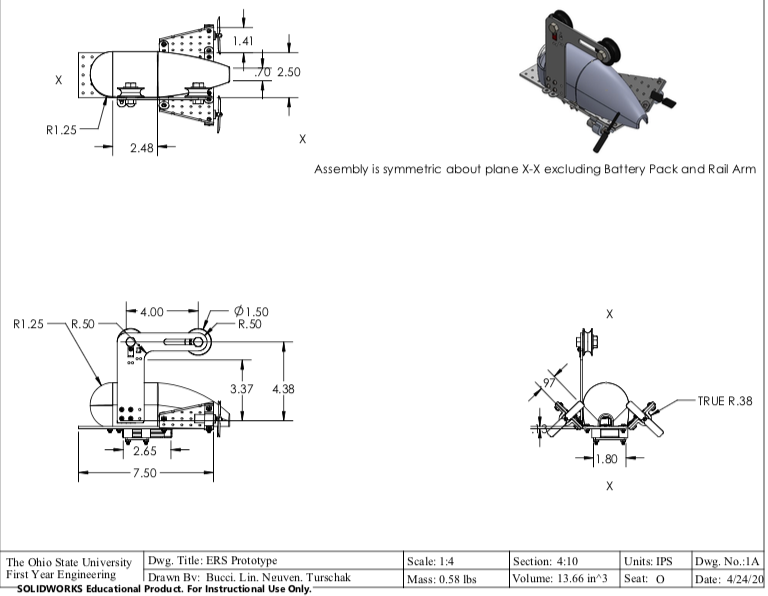 1.41
.70 2.50
X
R1.25
2.48
X
Assembly is symmetric about plane X-X excluding Battery Pack and Rail Arm
4.00
Ø1.50
R1.25
R.50
R.50
3.37
4.38
2.65
7.50
X
.97
TRUE R.38
1.80
X
The Ohio State University
First Year Engineering
Dwg. Title: ERS Prototype
Drawn By: Bucci, Lin, Nguyen, Turschak
Scale: 1:4
Mass: 0.58 lbs
Section: 4:10
Volume: 13.66 in^3
Units: IPS
Seat: O
Dwg. No.:1A
Date: 4/24/20
SOLIDWORKS Educational Product. For Instructional Use Only.